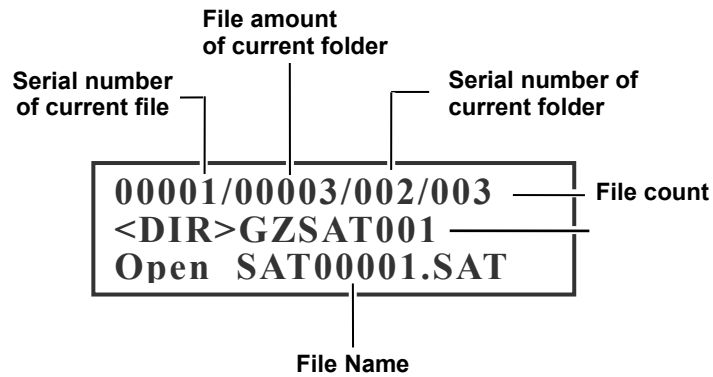 File amount
of current folder
Serial number
of current file
Serial number of
current folder
00001/00003/002/003
File count
<DIR>GZSAT001
Open SAT00001.SAT
File Name